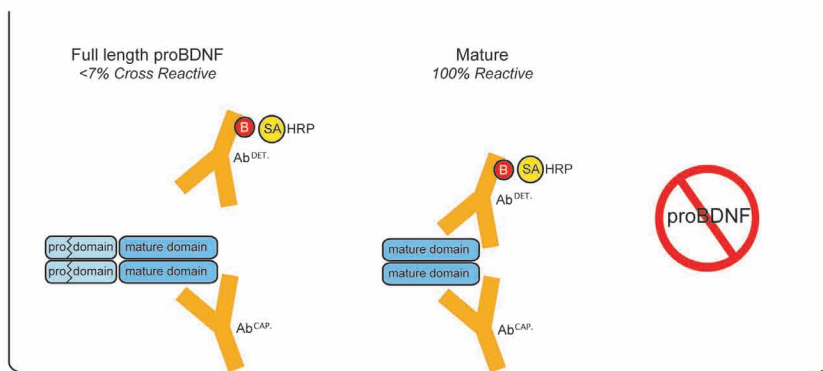 Full length proBDNF
<7% Cross Reactive
Mature
100% Reactive
B SA HRP
Ab DET.
B SA HRP
Ab DET.
pro domain mature domain
pro domain mature domain
mature domain
mature domain
proBDNF
Ab CAP.
Ab CAP.